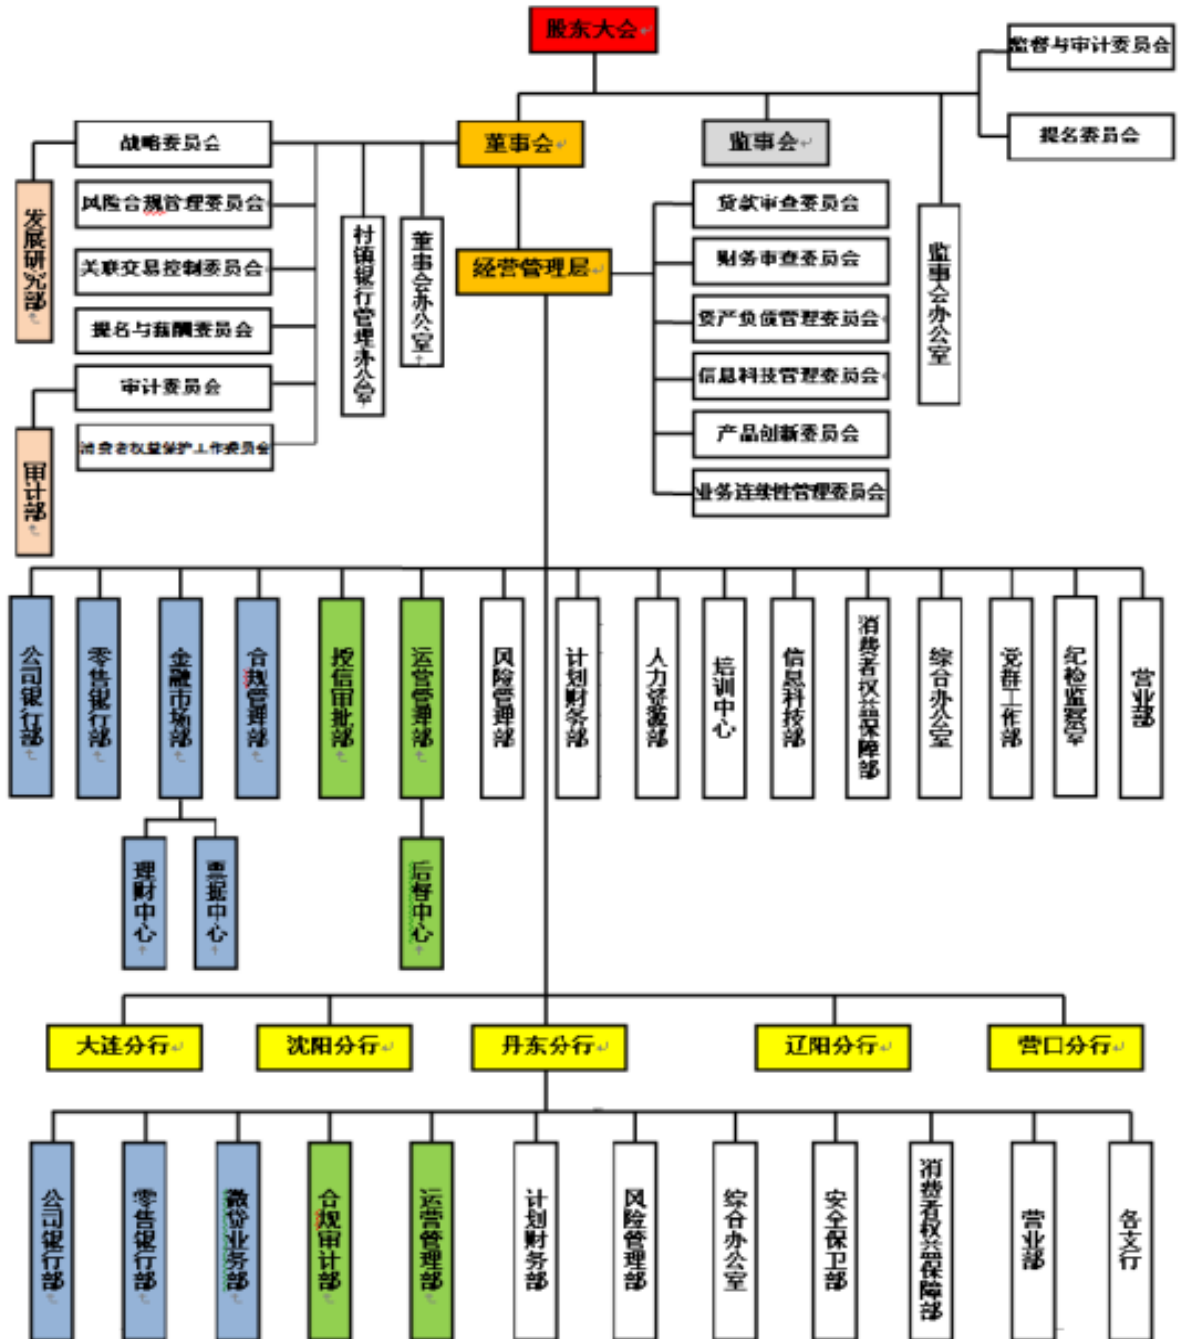 股东大会
监督与审计委员会
提名委员会
董事会
监事会
战略委员会
风险合规管理委员会
关联交易控制委员会
提名与薪酬委员会
审计委员会
消费者权益保护工作委员会
发展研究部
审计部
村镇银行管理办公室
董事会办公室
经营管理层
贷款审查委员会
财务审查委员会
资产负债管理委员会
信息科技管理委员会
产品创新委员会
业务连续性管理委员会
监事会办公室
公司银行部
零售银行部
金融市场部
合规管理部
授信审批部
运营管理部
风险管理部
计划财务部
人力资源部
培训中心
信息科技部
消费者权益保障部
综合办公室
党群工作部
纪检监察室
营业部
理财中心
票据中心
后督中心
大连分行
沈阳分行
丹东分行
辽阳分行
营口分行
公司银行部
零售银行部
微贷业务部
合规审计部
运营管理部
计划财务部
风险管理部
综合办公室
安全保卫部
消费者权益保障部
营业部
各支行